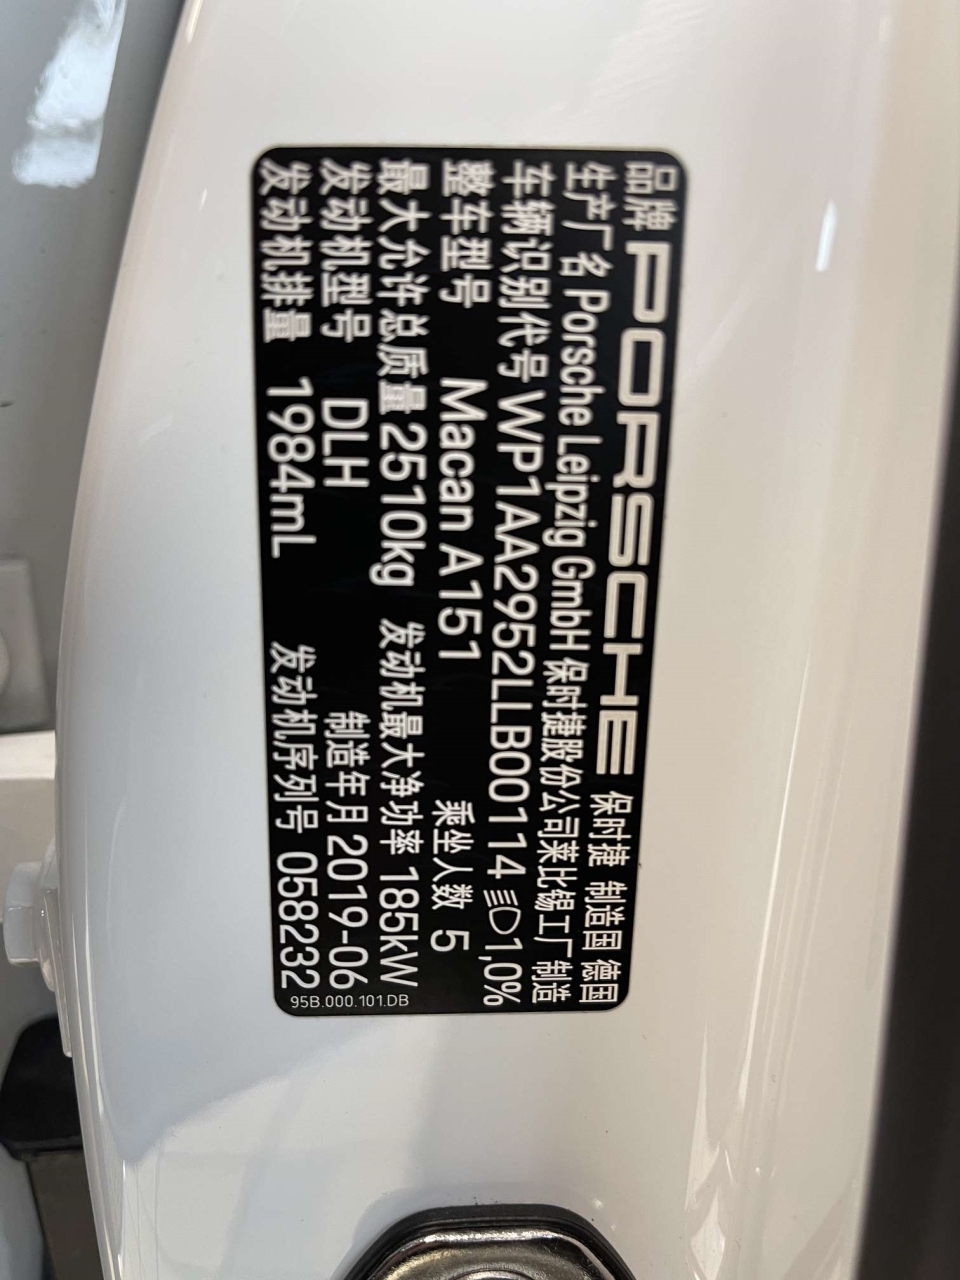 品牌 PORSCHE 保时捷 制造国 德国
生产厂名 Porsche Leipzig GmbH 保时捷股份公司莱比锡工厂 制造
车辆识别代号 WP1AA2952LLB00114 1,0%
整车型号 Macan A151 乘坐人数 5
最大允许总质量 2510kg 发动机最大净功率 185kW
发动机型号 DLH 制造年月 2019-06
发动机排量 1984mL 发动机序列号 058232
95B.000.101.DB